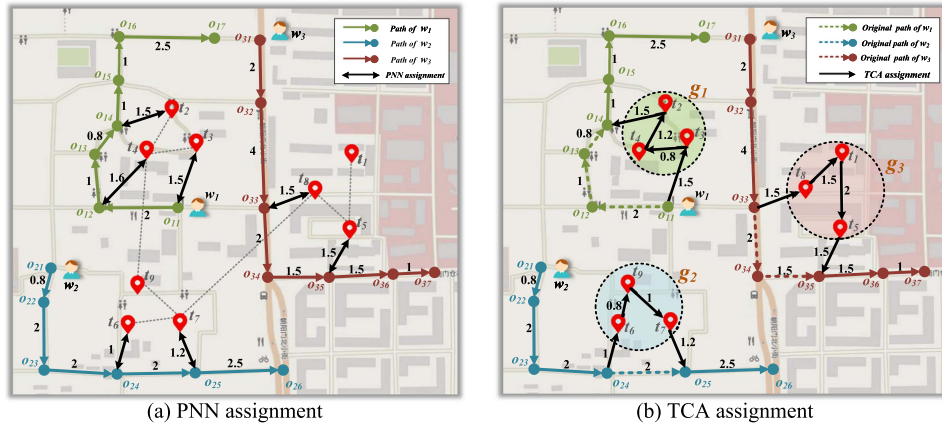 o16
o17
2.5
1
o15
1
o14
0.8
o13
1
o12
2
o11
w1
1.5
t2
t4
t3
1.6
1.5
o31
w3
2
o32
4
t1
t8
1.5
o33
t5
2
1.5
o34
1.5
o35
1.5
o36
1
o37
o21
0.8
w2
o22
2
o23
2
o24
2
o25
2.5
o26
t9
t6
t7
1
1.2
Path of w1
Path of w2
Path of w3
PNN assignment
(a) PNN assignment
o16
o17
2.5
1
o15
1
o14
0.8
o13
1
o12
2
o11
w1
1.5
g1
t2
1.2
t3
t4
0.8
1.5
o31
w3
2
o32
4
g3
t1
t8
1.5
1.5
2
o33
t5
2
1.5
o34
1.5
o35
1.5
o36
1
o37
o21
0.8
w2
o22
2
o23
2
o24
2
o25
2.5
o26
g2
t9
0.8
1
t6
t7
1
1.2
Original path of w1
Original path of w2
Original path of w3
TCA assignment
(b) TCA assignment